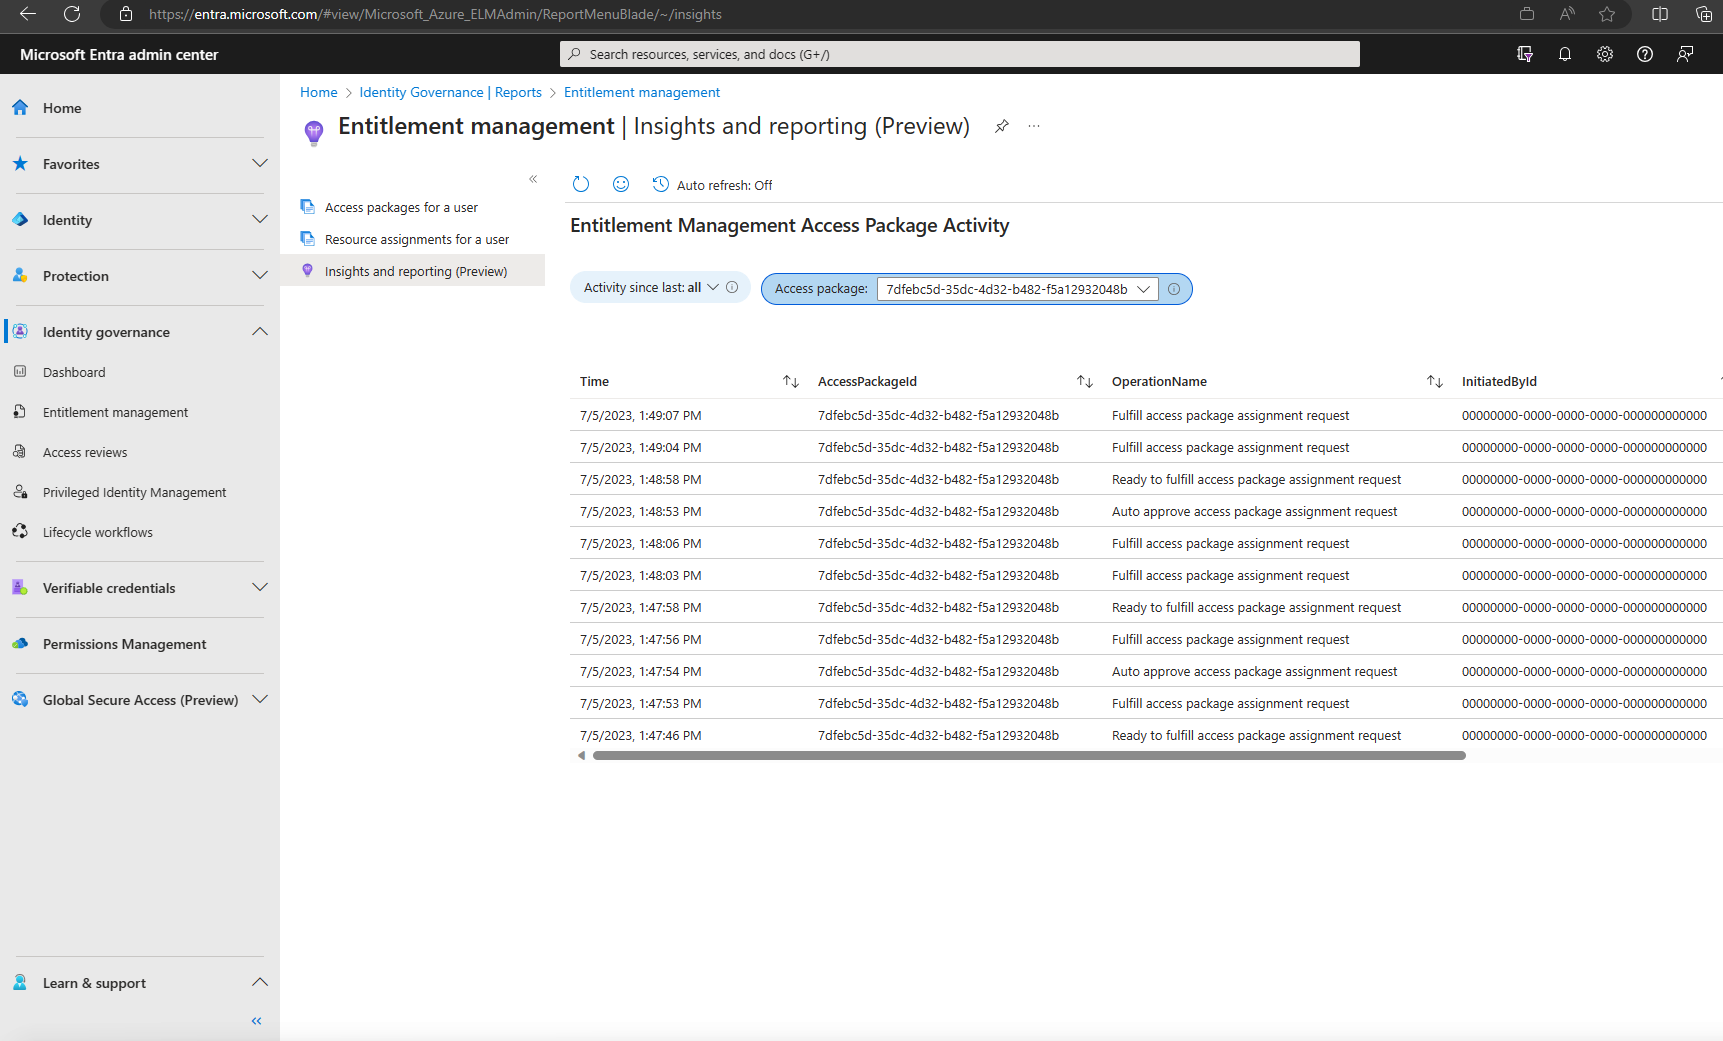 https://entra.microsoft.com/#view/Microsoft_Azure_ELMAdmin/ReportMenuBlade/~/insights
Microsoft Entra admin center
Search resources, services, and docs (G+/)
Home
Favorites
Identity
Protection
Identity governance
Dashboard
Entitlement management
Access reviews
Privileged Identity Management
Lifecycle workflows
Verifiable credentials
Permissions Management
Global Secure Access (Preview)
Learn & support
Home > Identity Governance | Reports > Entitlement management
Entitlement management | Insights and reporting (Preview)
Access packages for a user
Resource assignments for a user
Insights and reporting (Preview)
Auto refresh: Off
Entitlement Management Access Package Activity
Activity since last: all
Access package: 7dfebc5d-35dc-4d32-b482-f5a12932048b
Time AccessPackageId OperationName InitiatedById
7/5/2023, 1:49:07 PM 7dfebc5d-35dc-4d32-b482-f5a12932048b Fulfill access package assignment request 00000000-0000-0000-0000-000000000000
7/5/2023, 1:49:04 PM 7dfebc5d-35dc-4d32-b482-f5a12932048b Fulfill access package assignment request 00000000-0000-0000-0000-000000000000
7/5/2023, 1:48:58 PM 7dfebc5d-35dc-4d32-b482-f5a12932048b Ready to fulfill access package assignment request 00000000-0000-0000-0000-000000000000
7/5/2023, 1:48:53 PM 7dfebc5d-35dc-4d32-b482-f5a12932048b Auto approve access package assignment request 00000000-0000-0000-0000-000000000000
7/5/2023, 1:48:06 PM 7dfebc5d-35dc-4d32-b482-f5a12932048b Fulfill access package assignment request 00000000-0000-0000-0000-000000000000
7/5/2023, 1:48:03 PM 7dfebc5d-35dc-4d32-b482-f5a12932048b Fulfill access package assignment request 00000000-0000-0000-0000-000000000000
7/5/2023, 1:47:58 PM 7dfebc5d-35dc-4d32-b482-f5a12932048b Ready to fulfill access package assignment request 00000000-0000-0000-0000-000000000000
7/5/2023, 1:47:56 PM 7dfebc5d-35dc-4d32-b482-f5a12932048b Fulfill access package assignment request 00000000-0000-0000-0000-000000000000
7/5/2023, 1:47:54 PM 7dfebc5d-35dc-4d32-b482-f5a12932048b Auto approve access package assignment request 00000000-0000-0000-0000-000000000000
7/5/2023, 1:47:53 PM 7dfebc5d-35dc-4d32-b482-f5a12932048b Fulfill access package assignment request 00000000-0000-0000-0000-000000000000
7/5/2023, 1:47:46 PM 7dfebc5d-35dc-4d32-b482-f5a12932048b Ready to fulfill access package assignment request 00000000-0000-0000-0000-000000000000